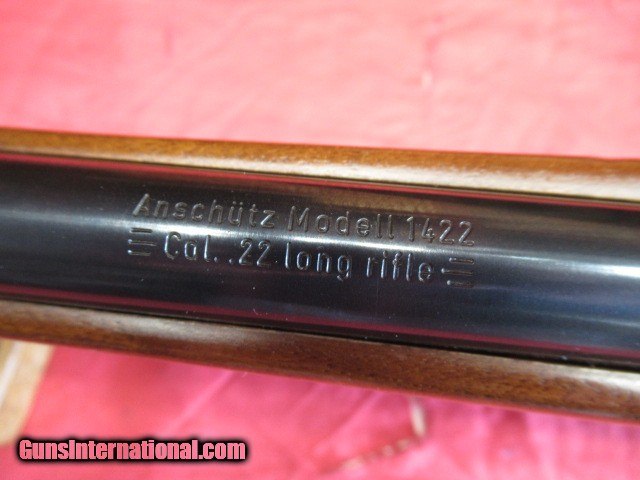 Anschütz Modell 1422
Cal. .22 long rifle
GunsInternational.com